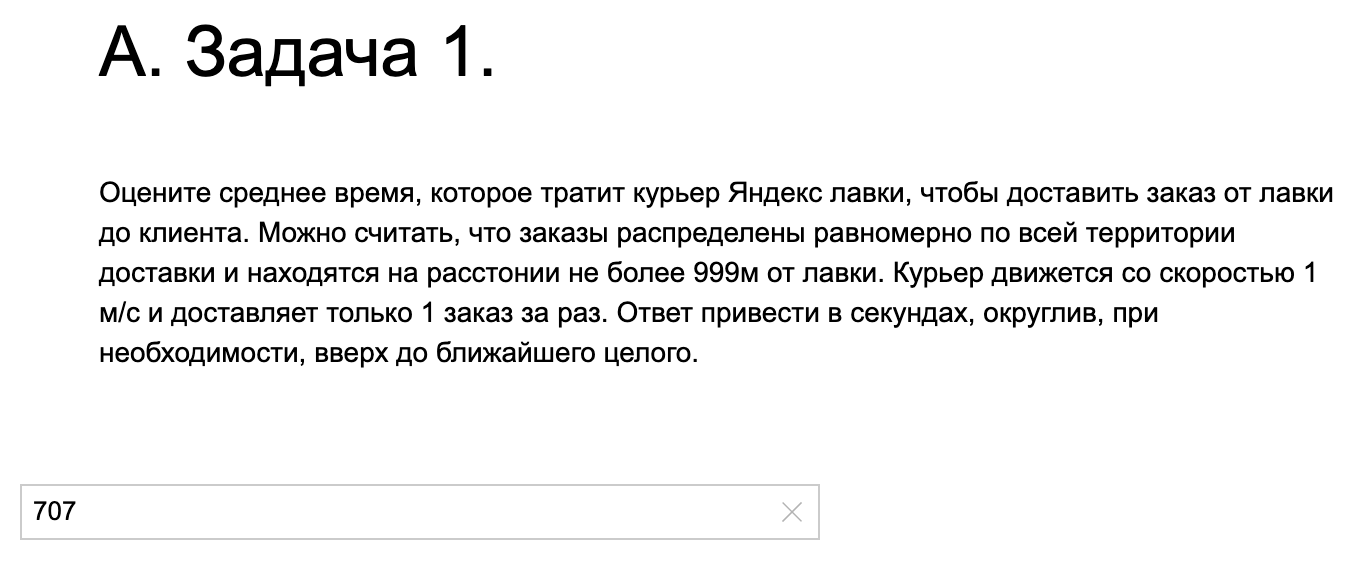 А. Задача 1.
Оцените среднее время, которое тратит курьер Яндекс лавки, чтобы доставить заказ от лавки
до клиента. Можно считать, что заказы распределены равномерно по всей территории
доставки и находятся на расстонии не более 999м от лавки. Курьер движется со скоростью 1
м/с и доставляет только 1 заказ за раз. Ответ привести в секундах, округлив, при
необходимости, вверх до ближайшего целого.
707